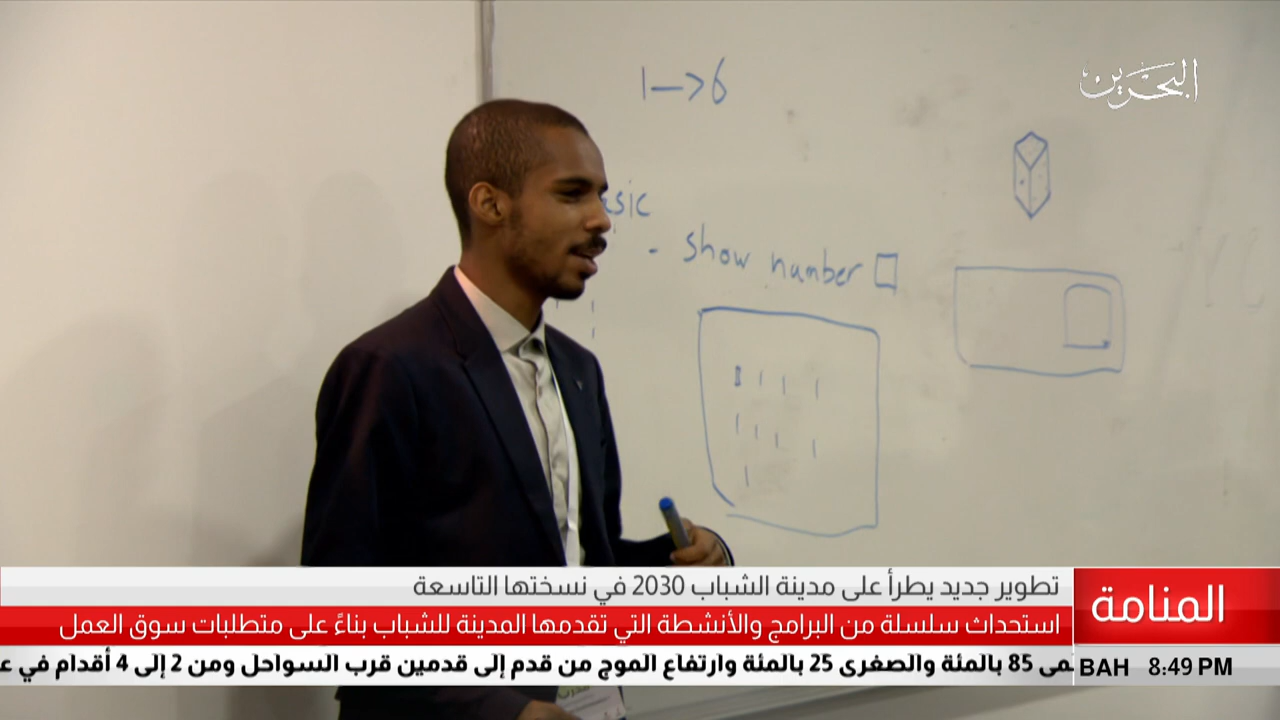 البحرين
1 → 6
- show number
تطوير جديد يطرأ على مدينة الشباب 2030 في نسختها التاسعة
المنامة
استحداث سلسلة من البرامج والأنشطة التي تقدمها المدينة للشباب بناءً على متطلبات سوق العمل
85 بالمئة والصغرى 25 بالمئة وارتفاع الموج من قدم إلى قدمين قرب السواحل ومن 2 إلى 4 أقدام في
BAH 8:49 PM